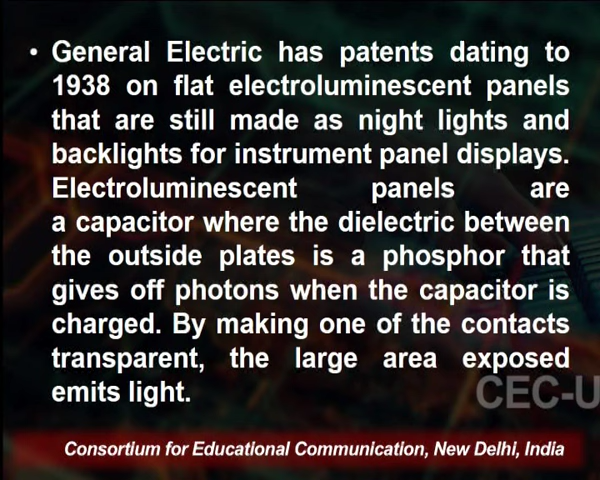 • General Electric has patents dating to
1938 on flat electroluminescent panels
that are still made as night lights and
backlights for instrument panel displays.
Electroluminescent panels are
a capacitor where the dielectric between
the outside plates is a phosphor that
gives off photons when the capacitor is
charged. By making one of the contacts
transparent, the large area exposed
emits light.
CEC-U
Consortium for Educational Communication, New Delhi, India